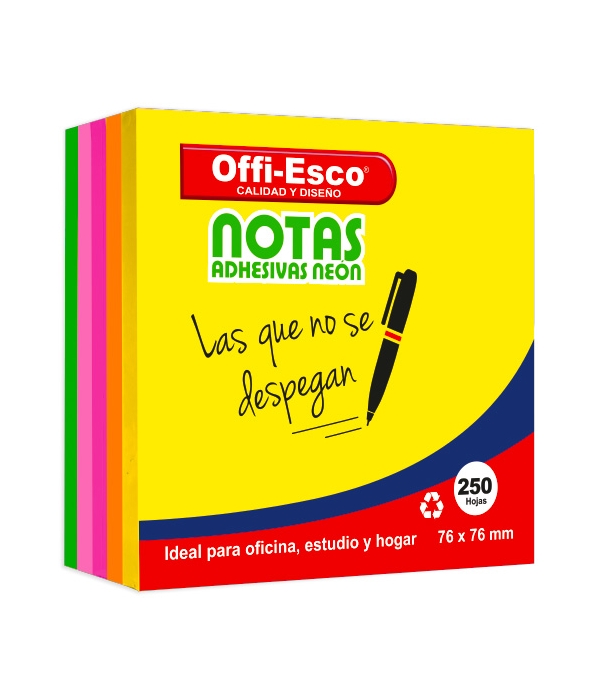 Offi-Esco®
CALIDAD Y DISEÑO
NOTAS
ADHESIVAS NEÓN
Las que no se
despegan
250
Hojas
Ideal para oficina, estudio y hogar
76 x 76 mm